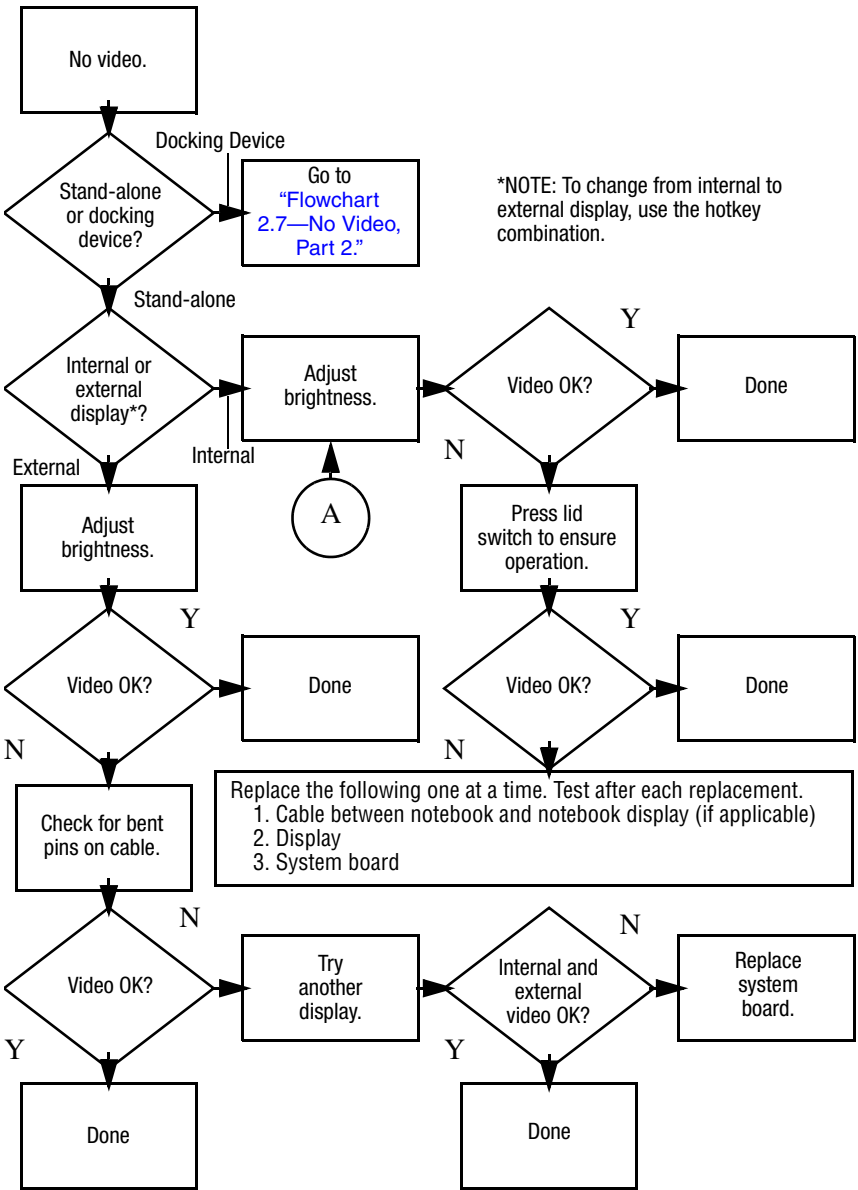 No video.
Docking Device
Stand-alone
or docking
device?
Go to
“Flowchart
2.7—No Video,
Part 2.”
*NOTE: To change from internal to
external display, use the hotkey
combination.
Stand-alone
Internal or
external
display*?
Internal
External
Adjust
brightness.
A
Video OK?
Y
N
Done
Adjust
brightness.
Press lid
switch to ensure
operation.
Video OK?
Y
N
Done
Video OK?
Y
N
Done
Check for bent
pins on cable.
Replace the following one at a time. Test after each replacement.
1. Cable between notebook and notebook display (if applicable)
2. Display
3. System board
Video OK?
N
Y
Try
another
display.
Internal and
external
video OK?
N
Y
Replace
system
board.
Done
Done